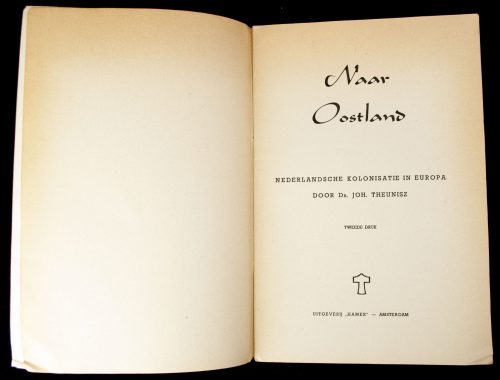 Naar
Oostland
NEDERLANDSCHE KOLONISATIE IN EUROPA
DOOR Dr. JOH. THEUNISZ
TWEEDE DRUK
UITGEVERIJ „HAMER" — AMSTERDAM